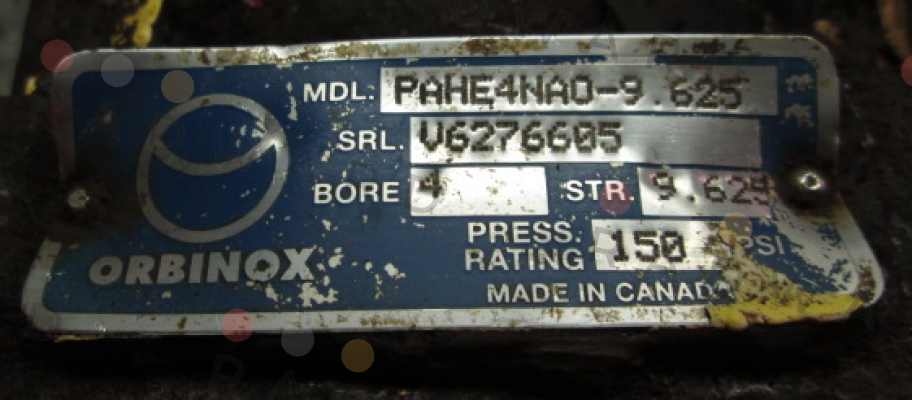 MDL. PAHE4NAO-9.625
SRL. V6276605
BORE 4 STR. 9.625
PRESS. RATING 150 PSI
ORBINOX
MADE IN CANADA